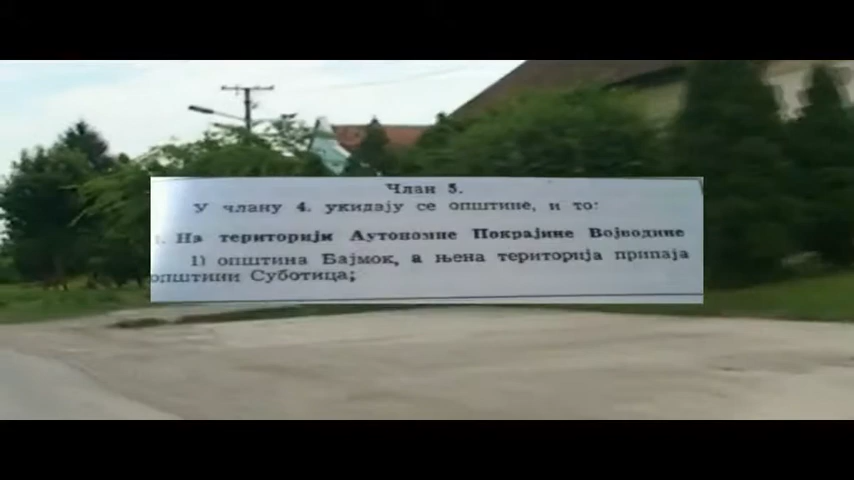 Члан 5.
У члану 4. укидају се општине, и то:
1. На територији Аутономне Покрајине Војводине
1) општина Бајмок, а њена територија припаја
општини Суботица;